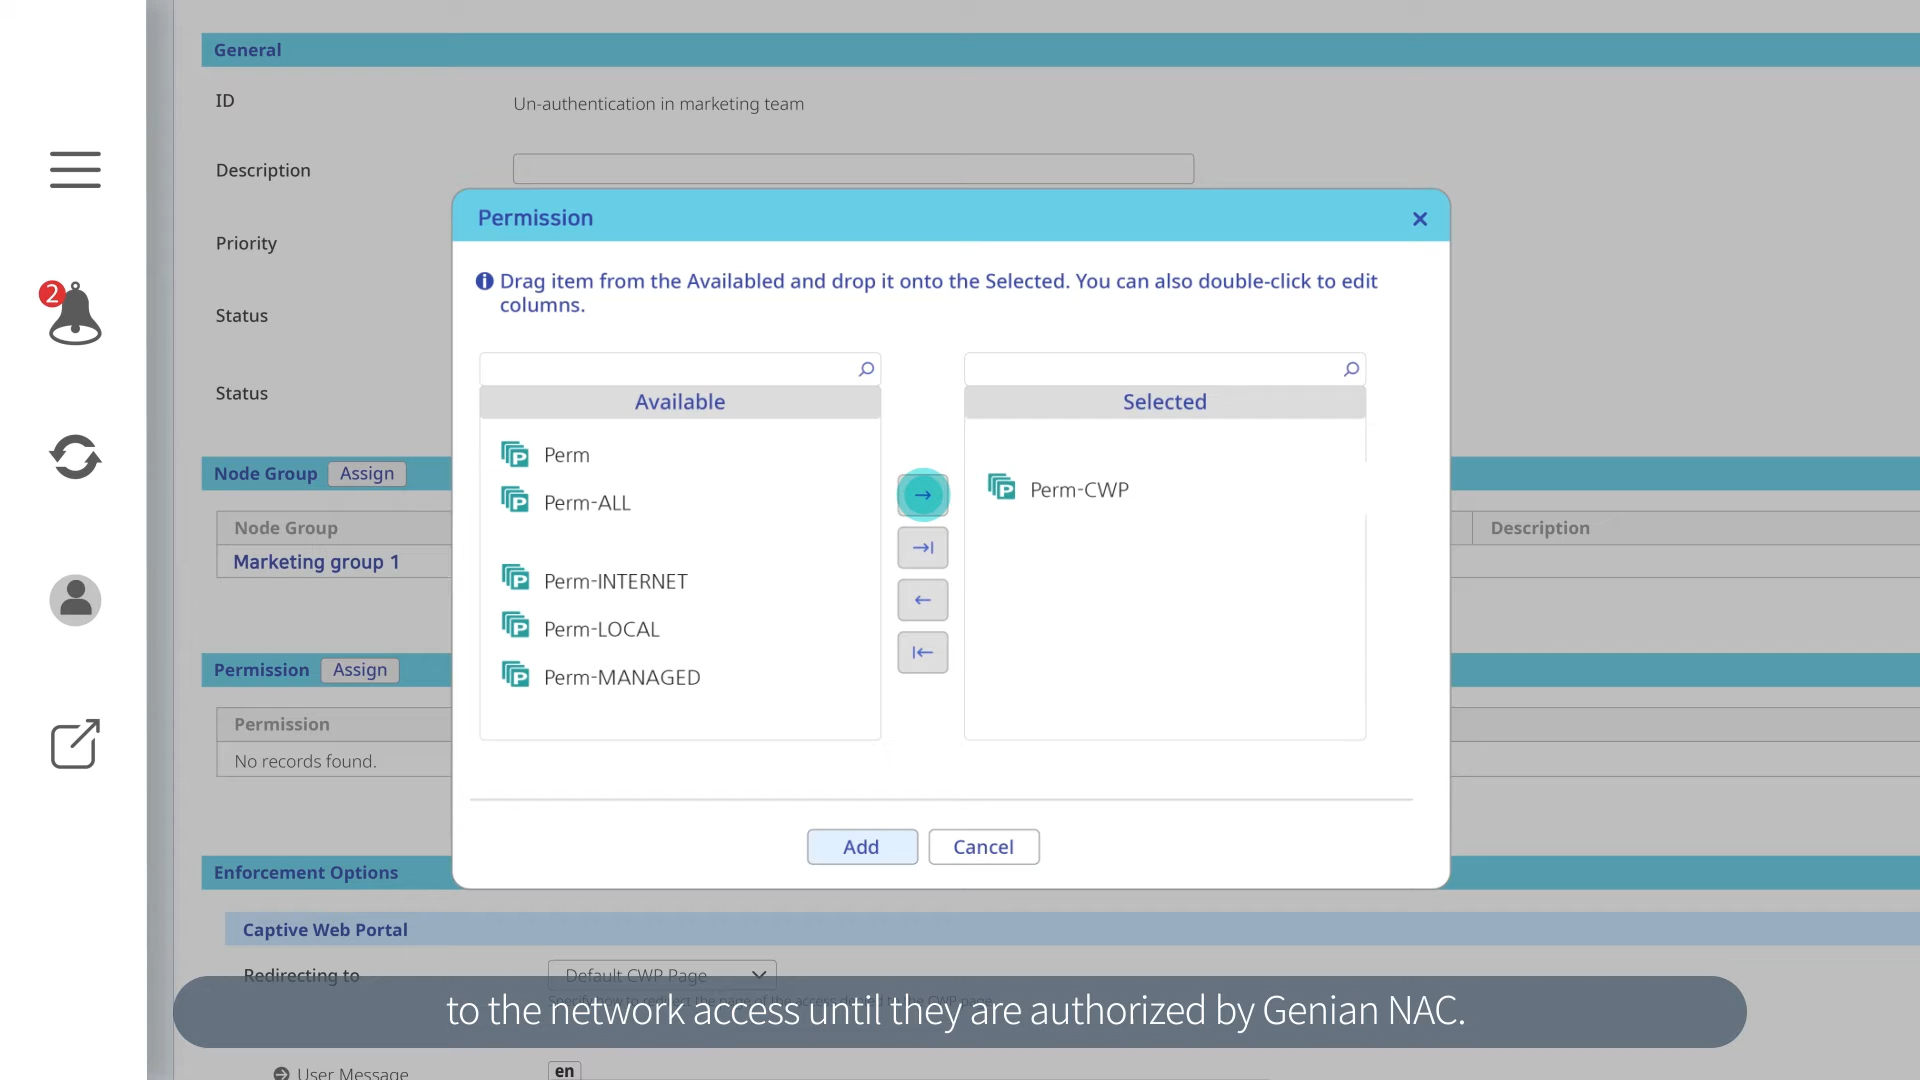 General
ID
Un-authentication in marketing team
Description
Priority
Status
Status
Node Group Assign
Node Group
Description
Marketing group 1
Permission Assign
Permission
No records found.
Permission
Drag item from the Availabled and drop it onto the Selected. You can also double-click to edit
columns.
Available
Selected
Perm
Perm-ALL
Perm-INTERNET
Perm-LOCAL
Perm-MANAGED
Perm-CWP
Add
Cancel
Enforcement Options
Captive Web Portal
Redirecting to
Default CWP Page
to the network access until they are authorized by Genian NAC.
User Message
en
2